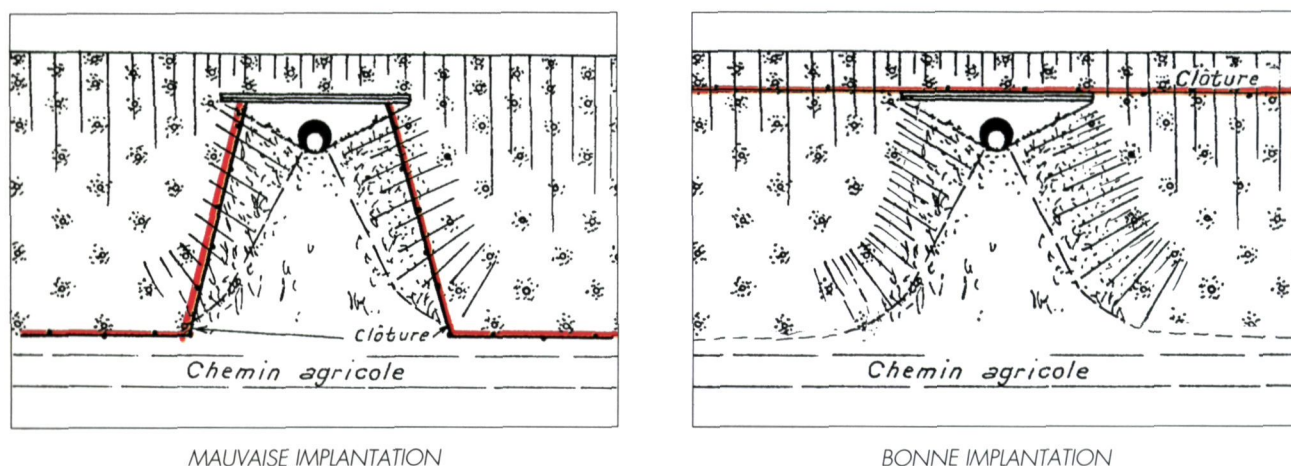 Clôture
Chemin agricole
MAUVAISE IMPLANTATION
Clôture
Chemin agricole
BONNE IMPLANTATION